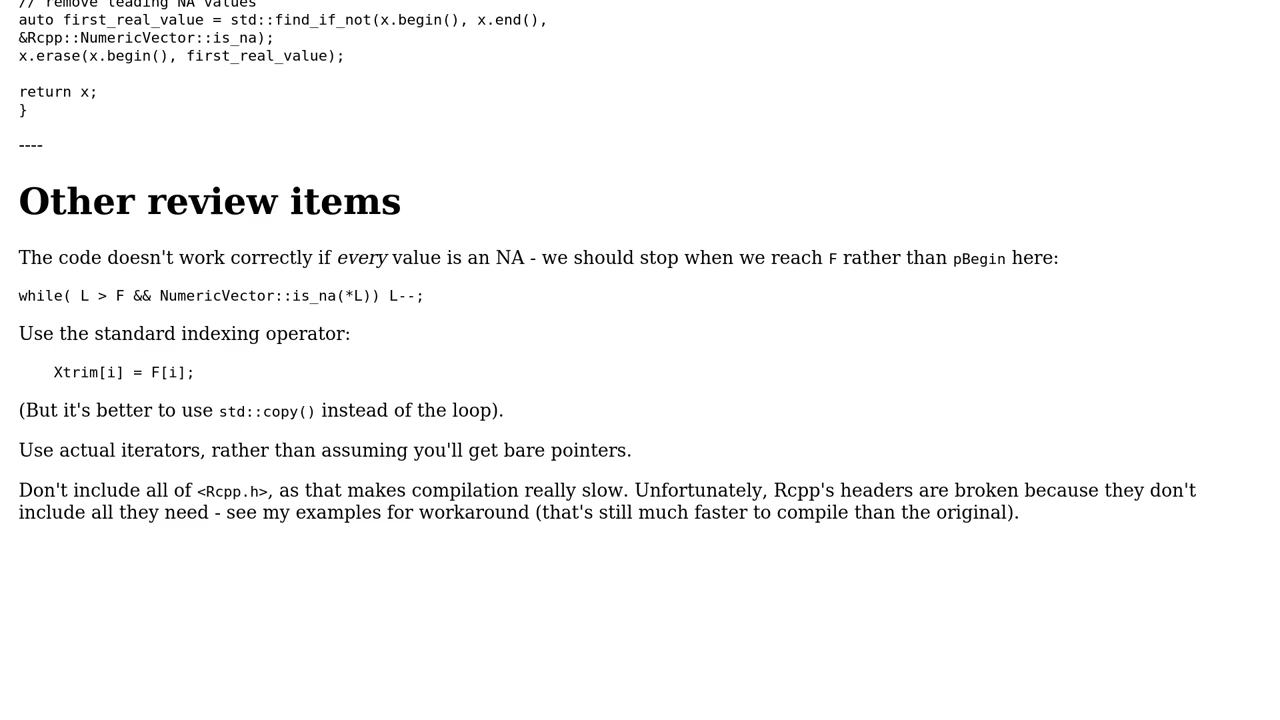 // remove leading NA values
auto first_real_value = std::find_if_not(x.begin(), x.end(),
&Rcpp::NumericVector::is_na);
x.erase(x.begin(), first_real_value);
return x;
}
----
Other review items
The code doesn't work correctly if every value is an NA - we should stop when we reach F rather than pBegin here:
while( L > F && NumericVector::is_na(*L)) L--;
Use the standard indexing operator:
Xtrim[i] = F[i];
(But it's better to use std::copy() instead of the loop).
Use actual iterators, rather than assuming you'll get bare pointers.
Don't include all of <Rcpp.h>, as that makes compilation really slow. Unfortunately, Rcpp's headers are broken because they don't
include all they need - see my examples for workaround (that's still much faster to compile than the original).